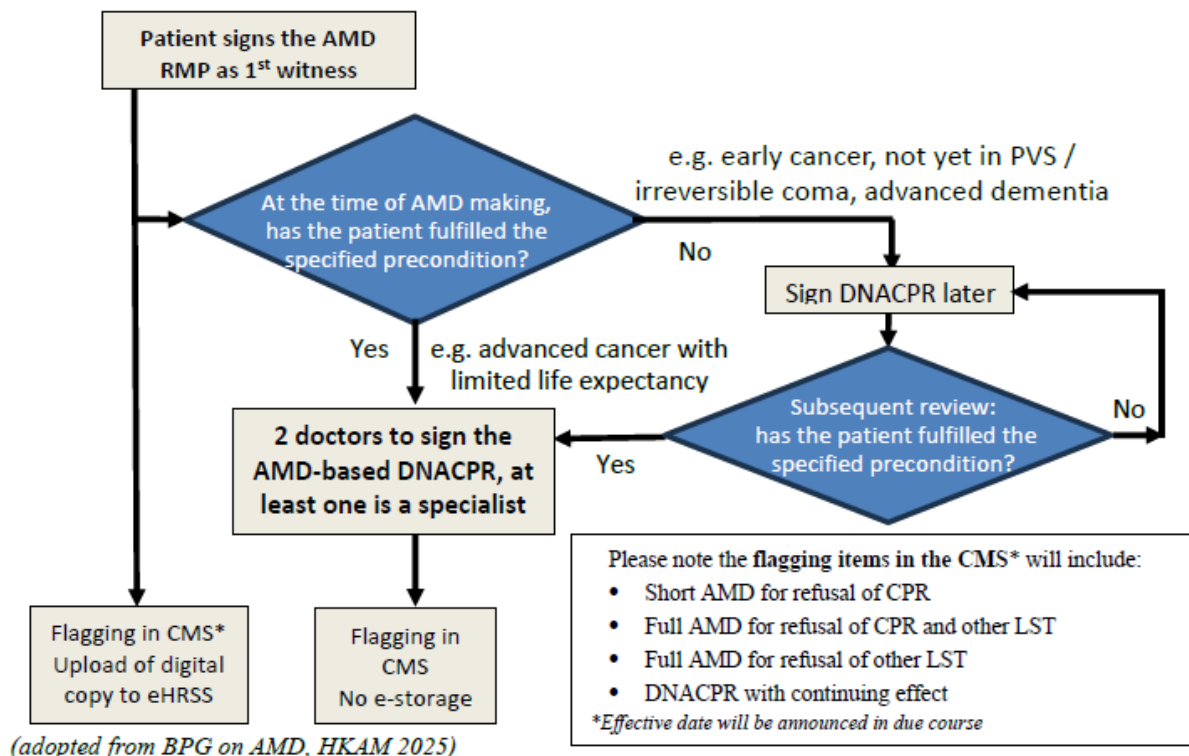 Patient signs the AMD
RMP as 1st witness
At the time of AMD making,
has the patient fulfilled the
specified precondition?
e.g. early cancer, not yet in PVS /
irreversible coma, advanced dementia
No
Sign DNACPR later
Yes
e.g. advanced cancer with
limited life expectancy
Subsequent review:
has the patient fulfilled the
specified precondition?
No
Yes
2 doctors to sign the
AMD-based DNACPR, at
least one is a specialist
Flagging in CMS*
Upload of digital
copy to eHRSS
Flagging in
CMS
No e-storage
Please note the flagging items in the CMS* will include:
• Short AMD for refusal of CPR
• Full AMD for refusal of CPR and other LST
• Full AMD for refusal of other LST
• DNACPR with continuing effect
*Effective date will be announced in due course
(adopted from BPG on AMD, HKAM 2025)